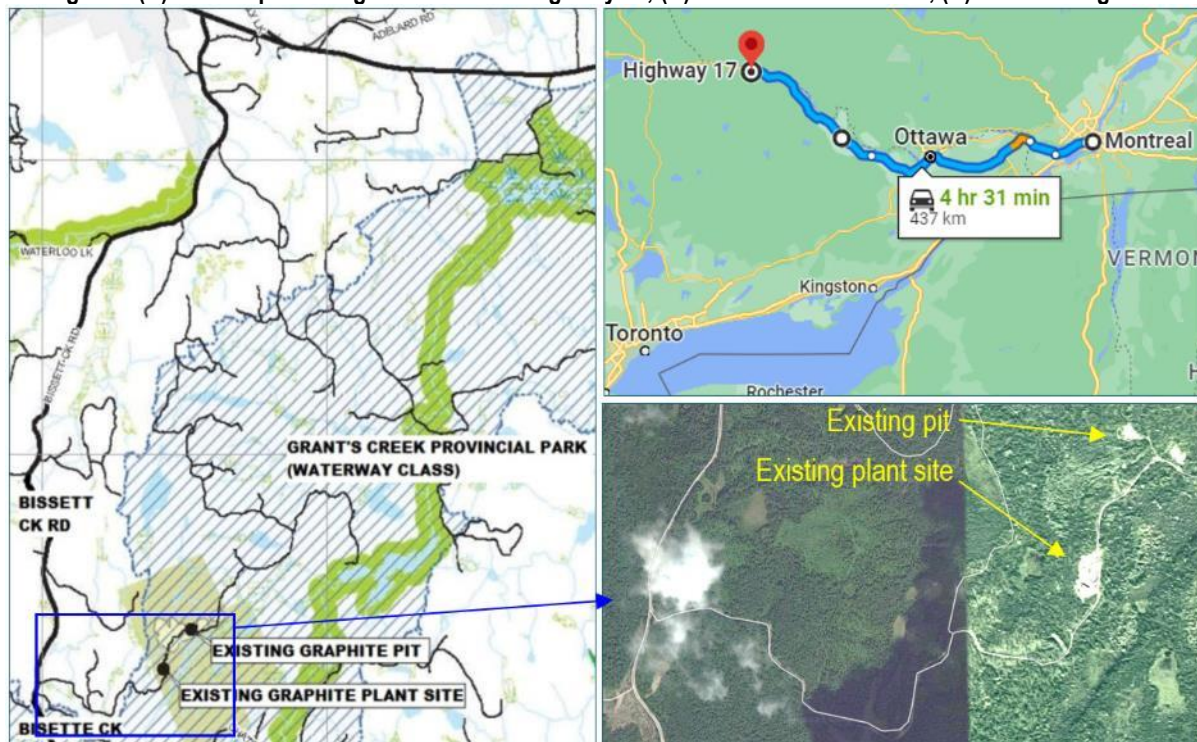 ADELARD RD
WATERLOO LK
BISSETT-CK RD
GRANT'S CREEK PROVINCIAL PARK
(WATERWAY CLASS)
BISSETT
CK RD
EXISTING GRAPHITE PIT
EXISTING GRAPHITE PLANT SITE
BISETTE CK
Highway 17
Ottawa
Montreal
4 hr 31 min
437 km
VERMON
Kingston
Toronto
Rochester
H
Existing pit
Existing plant site